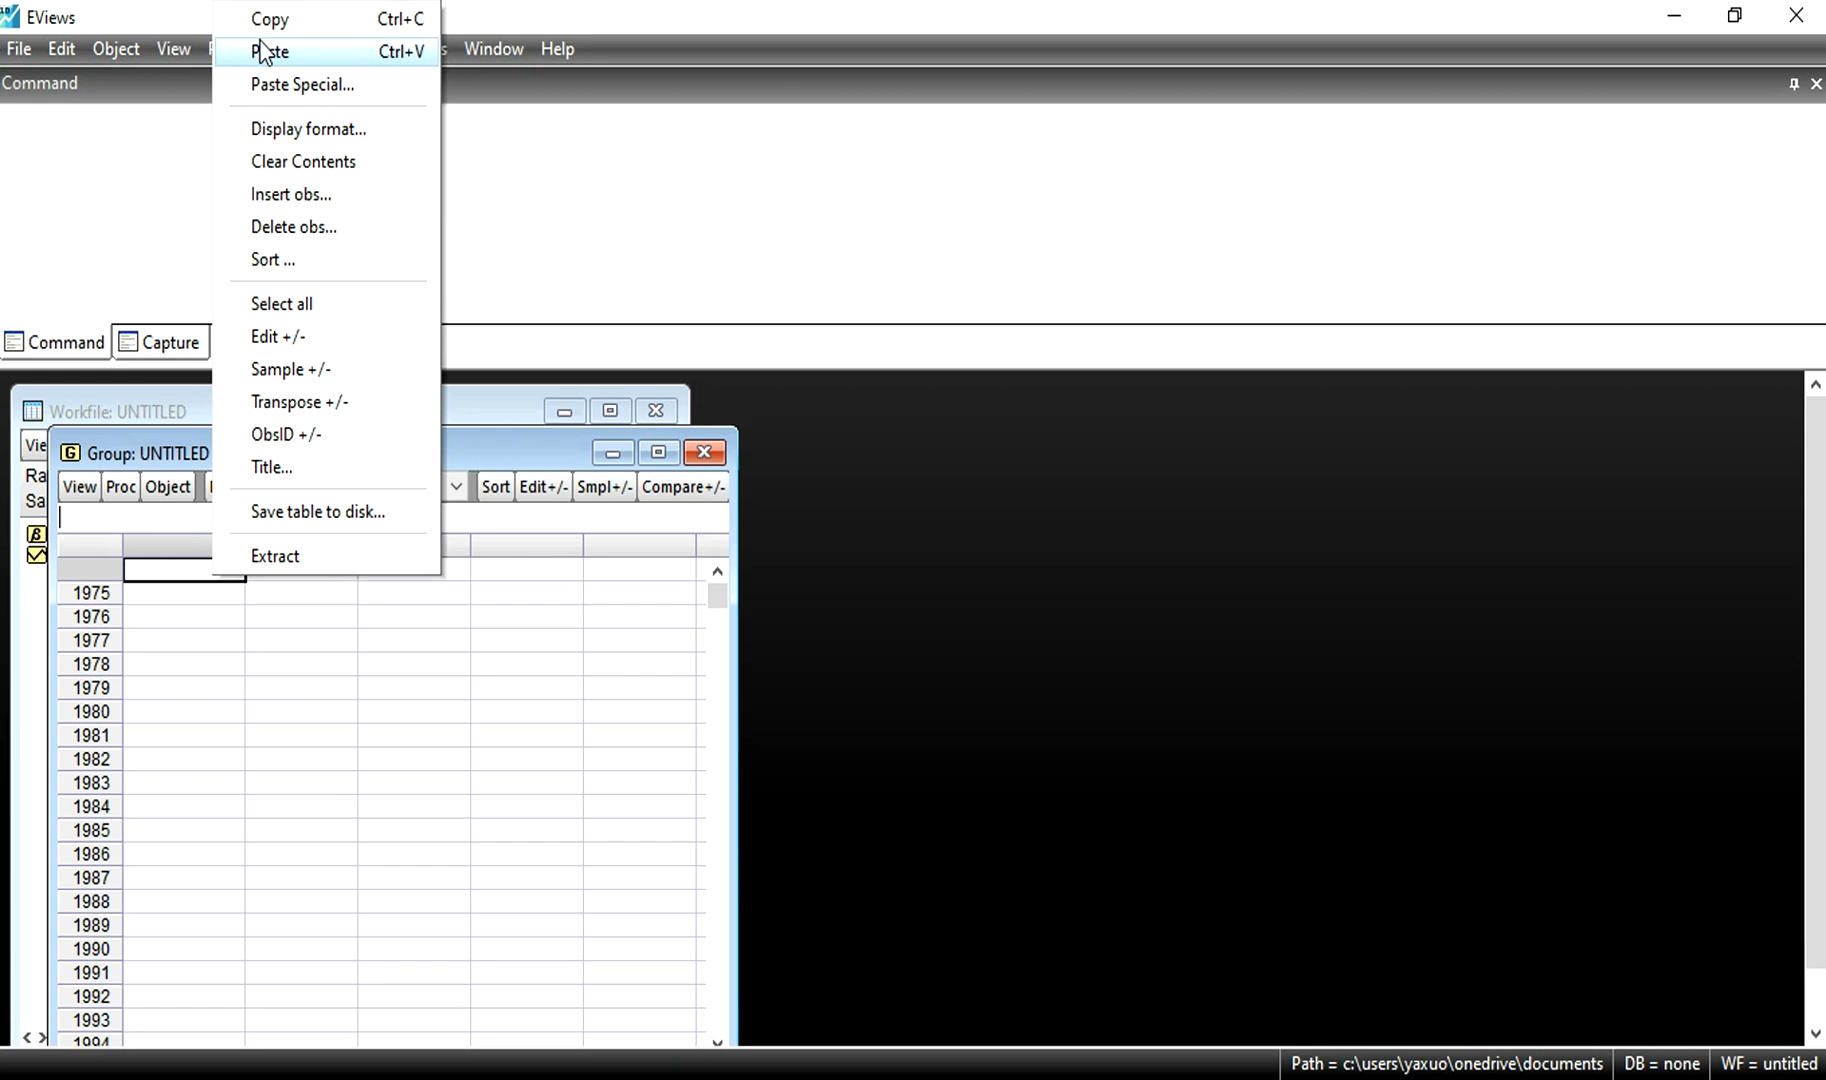 EViews
File Edit Object View Window Help
Command
Copy Ctrl+C
Paste Ctrl+V
Paste Special...
Display format...
Clear Contents
Insert obs...
Delete obs...
Sort ...
Select all
Edit +/-
Sample +/-
Transpose +/-
ObsID +/-
Title...
Save table to disk...
Extract
Command Capture
Workfile: UNTITLED
Group: UNTITLED
View Proc Object Sort Edit+/- Smpl+/- Compare+/-
1975
1976
1977
1978
1979
1980
1981
1982
1983
1984
1985
1986
1987
1988
1989
1990
1991
1992
1993
1994
Path = c:\users\yaxuo\onedrive\documents DB = none WF = untitled